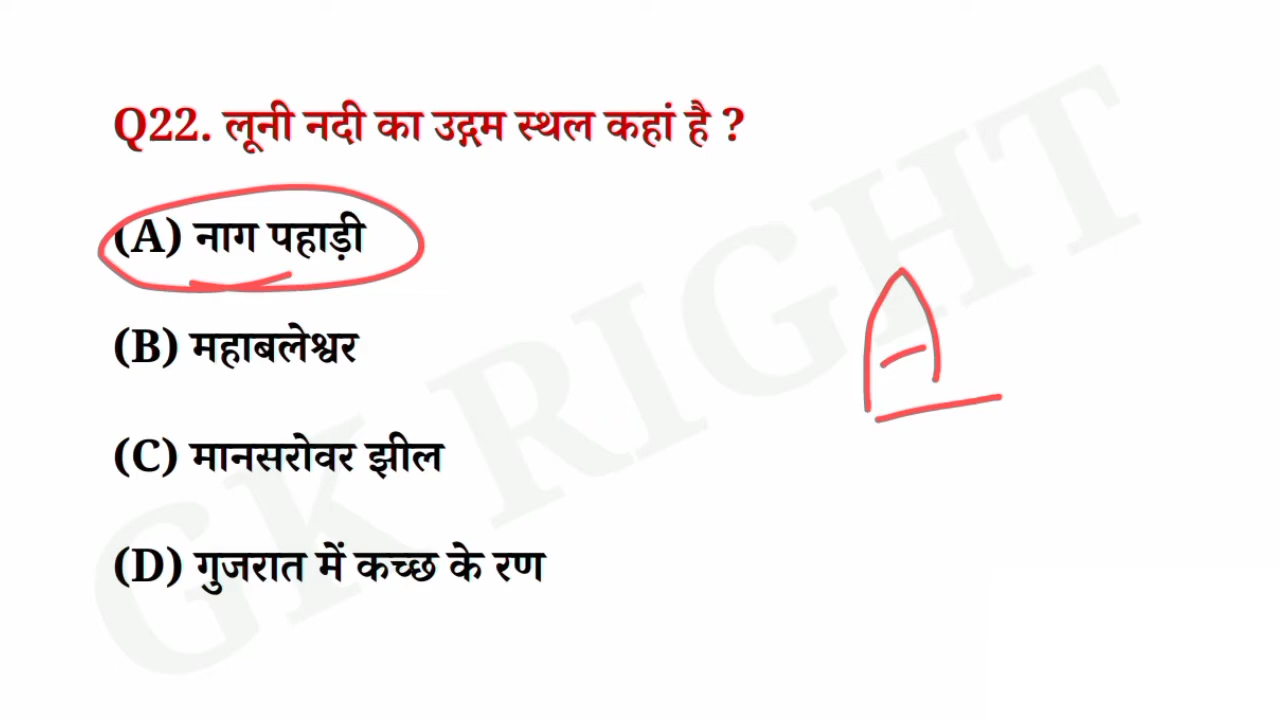 Q22. लूनी नदी का उद्गम स्थल कहां है ?
(A) नाग पहाड़ी
(B) महाबलेश्वर
A
(C) मानसरोवर झील
(D) गुजरात में कच्छ के रण
GK RIGHT